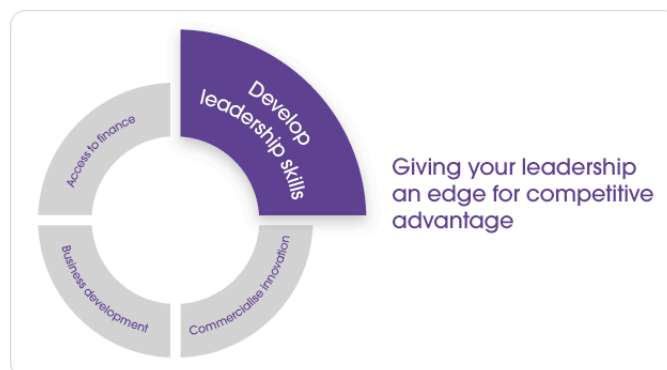 Develop
leadership skills
Access to finance
Giving your leadership
an edge for competitive
advantage
Business development
Commercialise innovation